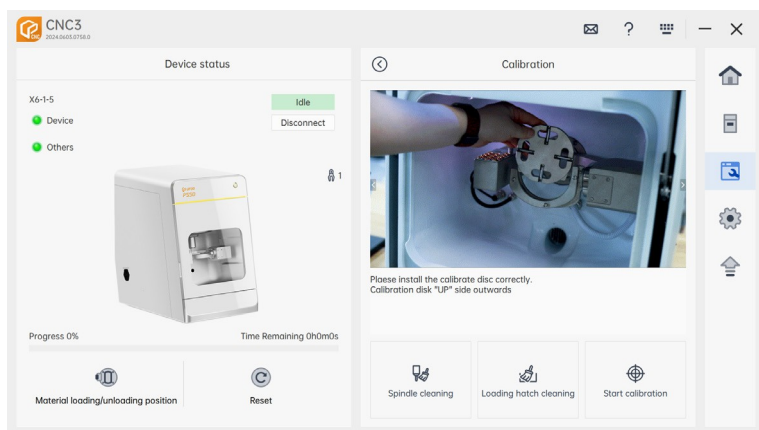 CNC3
2024.0603.0758.0
Device status
X6-1-5
Idle
Device
Disconnect
Others
1
Progress 0%
Time Remaining 0h0m0s
Material loading/unloading position
Reset
Calibration
Plaese install the calibrate disc correctly.
Calibration disk "UP" side outwards
Spindle cleaning
Loading hatch cleaning
Start calibration